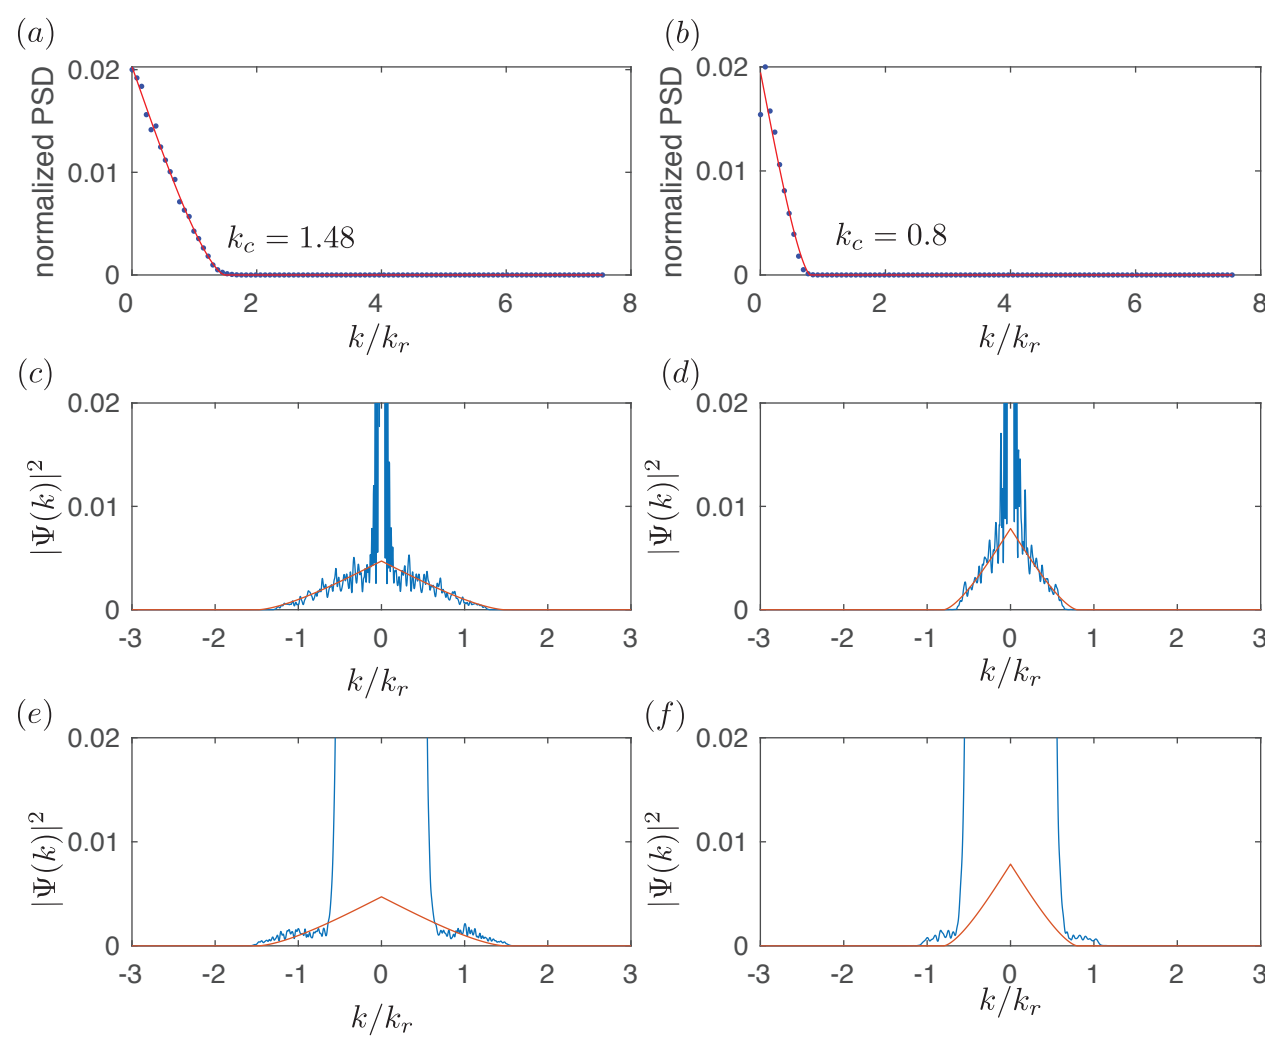 (a)
normalized PSD
0.02
0.01
0
k_c = 1.48
0 2 4 6 8
k/k_r
(b)
normalized PSD
0.02
0.01
0
k_c = 0.8
0 2 4 6 8
k/k_r
(c)
|Ψ(k)|²
0.02
0.01
0
-3 -2 -1 0 1 2 3
k/k_r
(d)
|Ψ(k)|²
0.02
0.01
0
-3 -2 -1 0 1 2 3
k/k_r
(e)
|Ψ(k)|²
0.02
0.01
0
-3 -2 -1 0 1 2 3
k/k_r
(f)
|Ψ(k)|²
0.02
0.01
0
-3 -2 -1 0 1 2 3
k/k_r